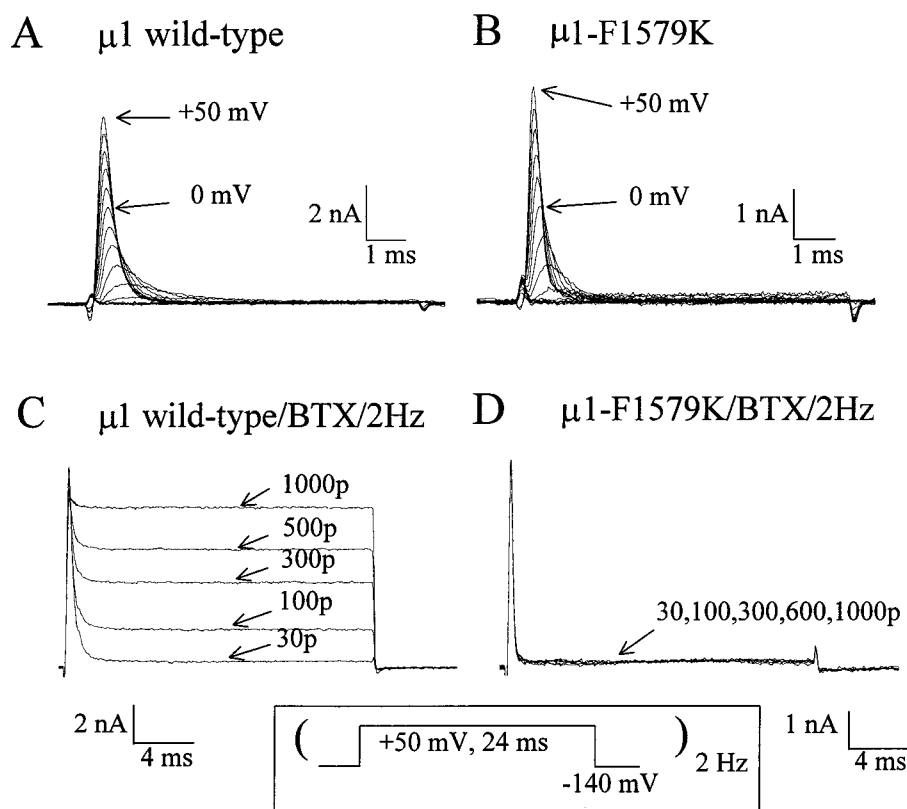 A μ1 wild-type
B μ1-F1579K
+50 mV
0 mV
2 nA
1 ms
+50 mV
0 mV
1 nA
1 ms
C μ1 wild-type/BTX/2Hz
D μ1-F1579K/BTX/2Hz
1000p
500p
300p
100p
30p
30,100,300,600,1000p
2 nA
4 ms
( +50 mV, 24 ms ) 2 Hz
-140 mV
1 nA
4 ms